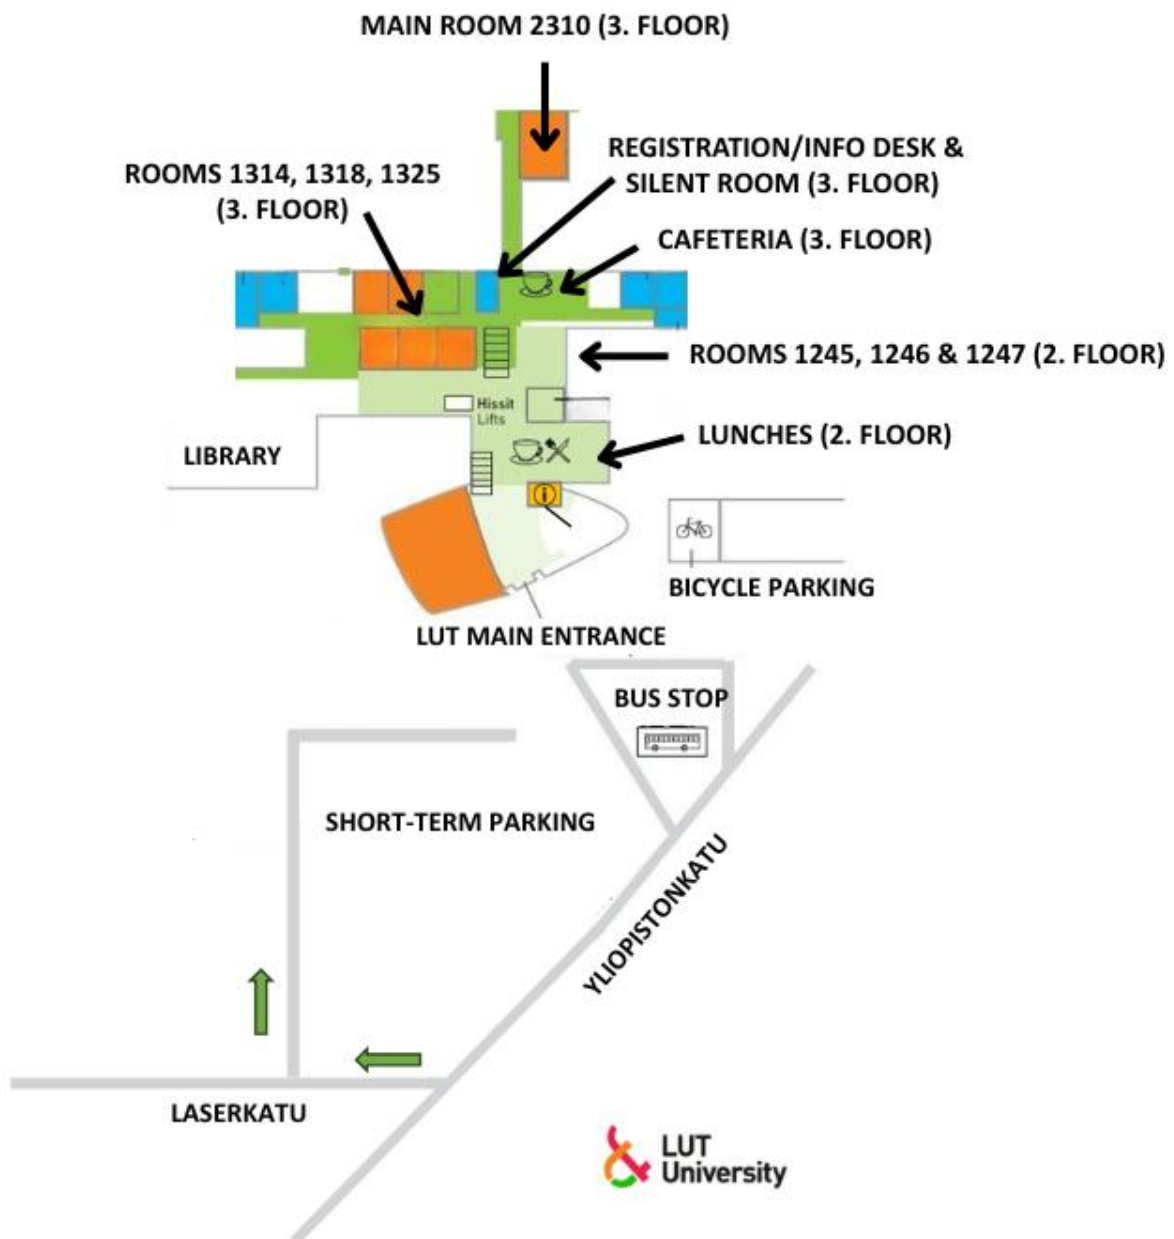 MAIN ROOM 2310 (3. FLOOR)
REGISTRATION/INFO DESK &
SILENT ROOM (3. FLOOR)
ROOMS 1314, 1318, 1325
(3. FLOOR)
CAFETERIA (3. FLOOR)
ROOMS 1245, 1246 & 1247 (2. FLOOR)
Hissit
Lifts
LUNCHES (2. FLOOR)
LIBRARY
i
BICYCLE PARKING
LUT MAIN ENTRANCE
BUS STOP
SHORT-TERM PARKING
YLIOPISTONKATU
LASERKATU
LUT
University